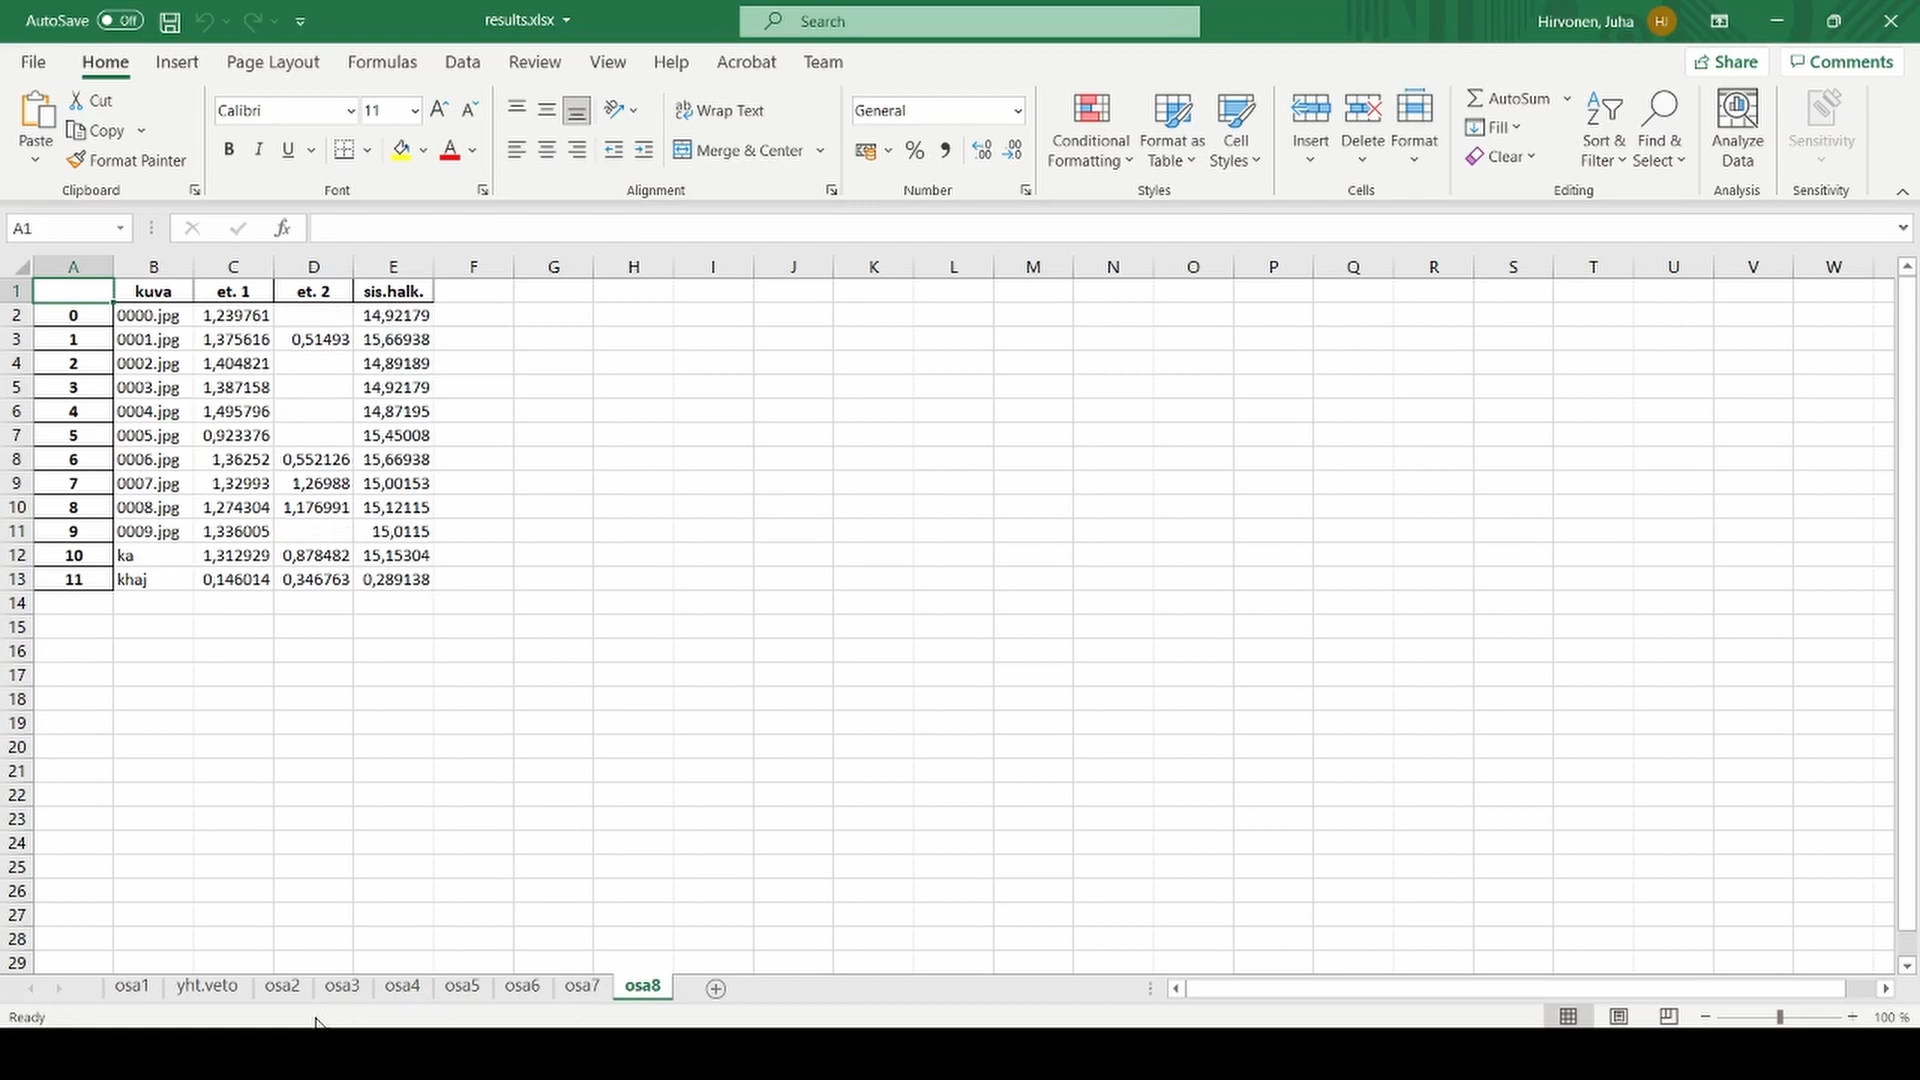 AutoSave Off results.xlsx Search Hirvonen, Juha HJ
File Home Insert Page Layout Formulas Data Review View Help Acrobat Team Share Comments
Paste Cut Copy Format Painter Clipboard
Calibri 11 B I U Font
Wrap Text Merge & Center Alignment
General % Number
Conditional Formatting Format as Table Cell Styles Styles
Insert Delete Format Cells
AutoSum Fill Clear Sort & Filter Find & Select Editing
Analyze Data Analysis
Sensitivity Sensitivity
A1 fx
A B C D E F G H I J K L M N O P Q R S T U V W
1 kuva et. 1 et. 2 sis.halk.
2 0 0000.jpg 1,239761 14,92179
3 1 0001.jpg 1,375616 0,51493 15,66938
4 2 0002.jpg 1,404821 14,89189
5 3 0003.jpg 1,387158 14,92179
6 4 0004.jpg 1,495796 14,87195
7 5 0005.jpg 0,923376 15,45008
8 6 0006.jpg 1,36252 0,552126 15,66938
9 7 0007.jpg 1,32993 1,26988 15,00153
10 8 0008.jpg 1,274304 1,176991 15,12115
11 9 0009.jpg 1,336005 15,0115
12 10 ka 1,312929 0,878482 15,15304
13 11 khaj 0,146014 0,346763 0,289138
14
15
16
17
18
19
20
21
22
23
24
25
26
27
28
29
osa1 yht.veto osa2 osa3 osa4 osa5 osa6 osa7 osa8
Ready 100 %